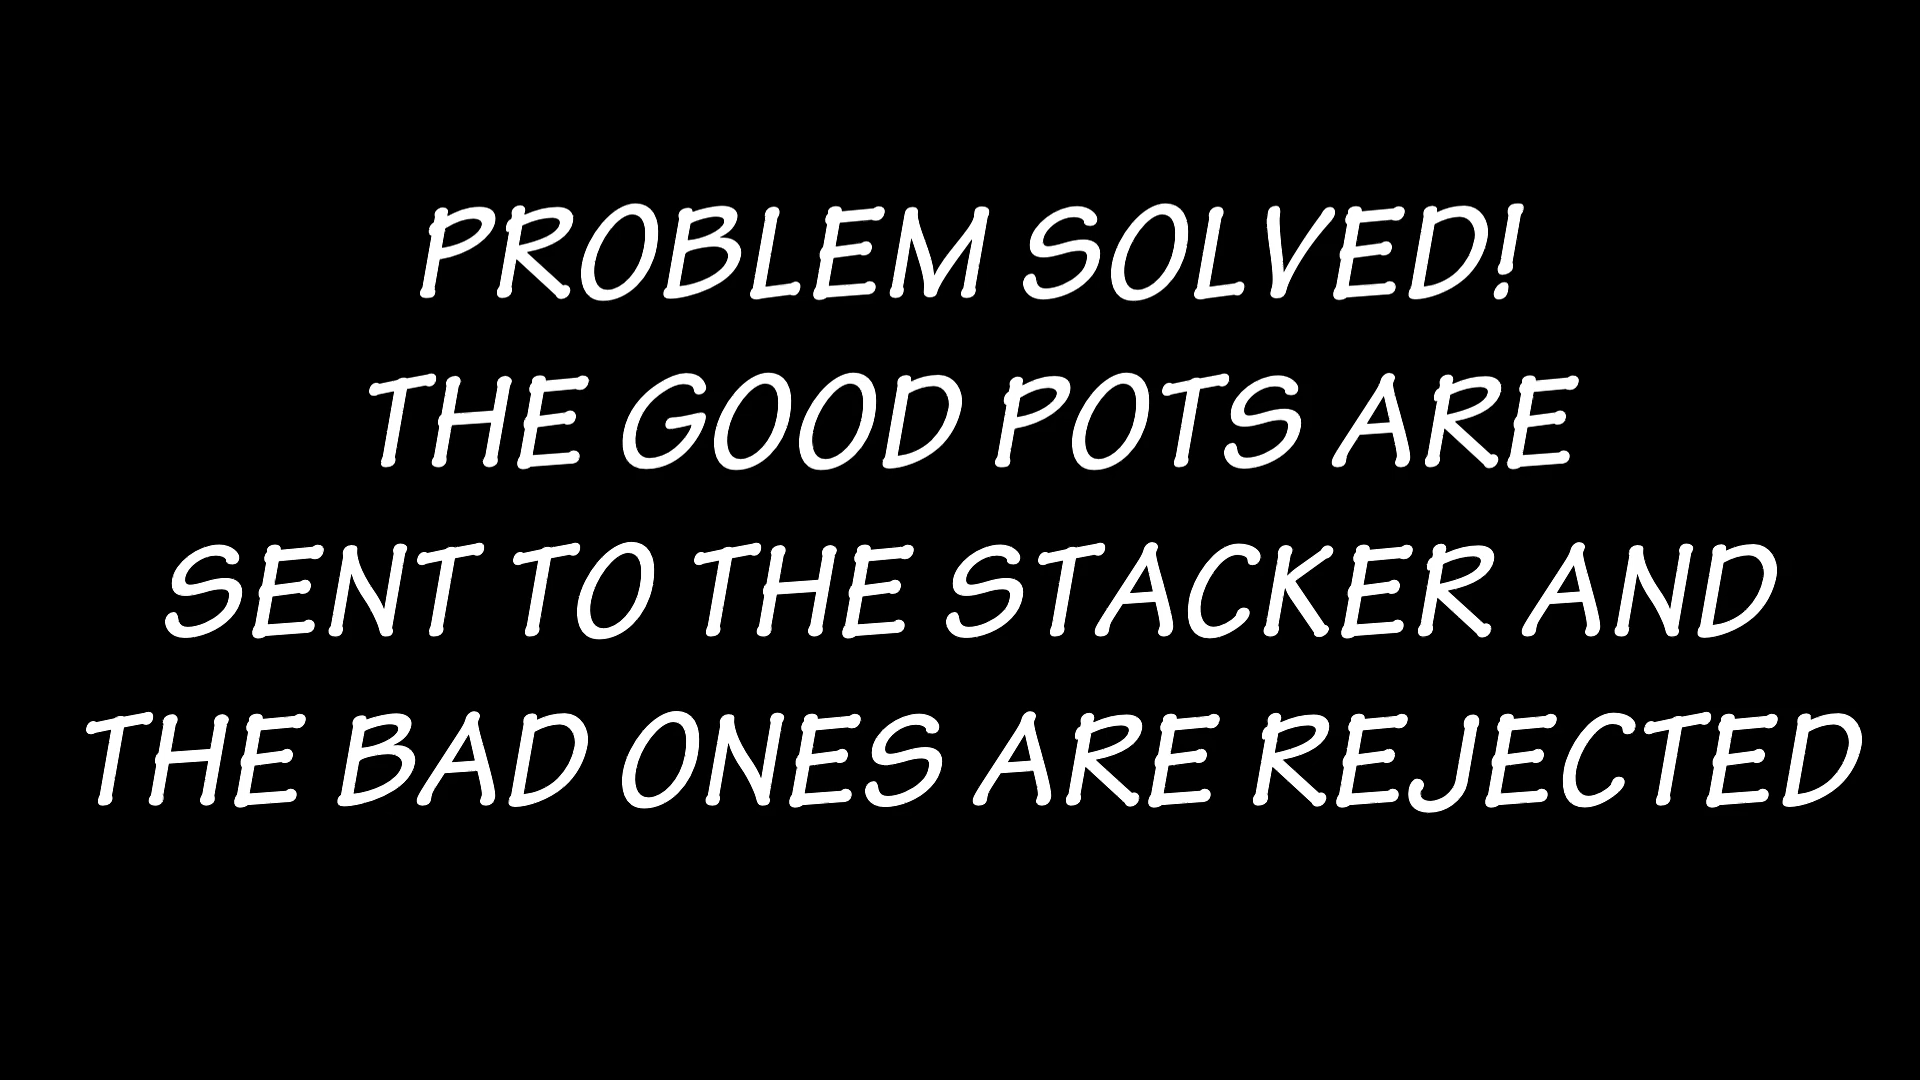 PROBLEM SOLVED!
THE GOOD POTS ARE
SENT TO THE STACKER AND
THE BAD ONES ARE REJECTED